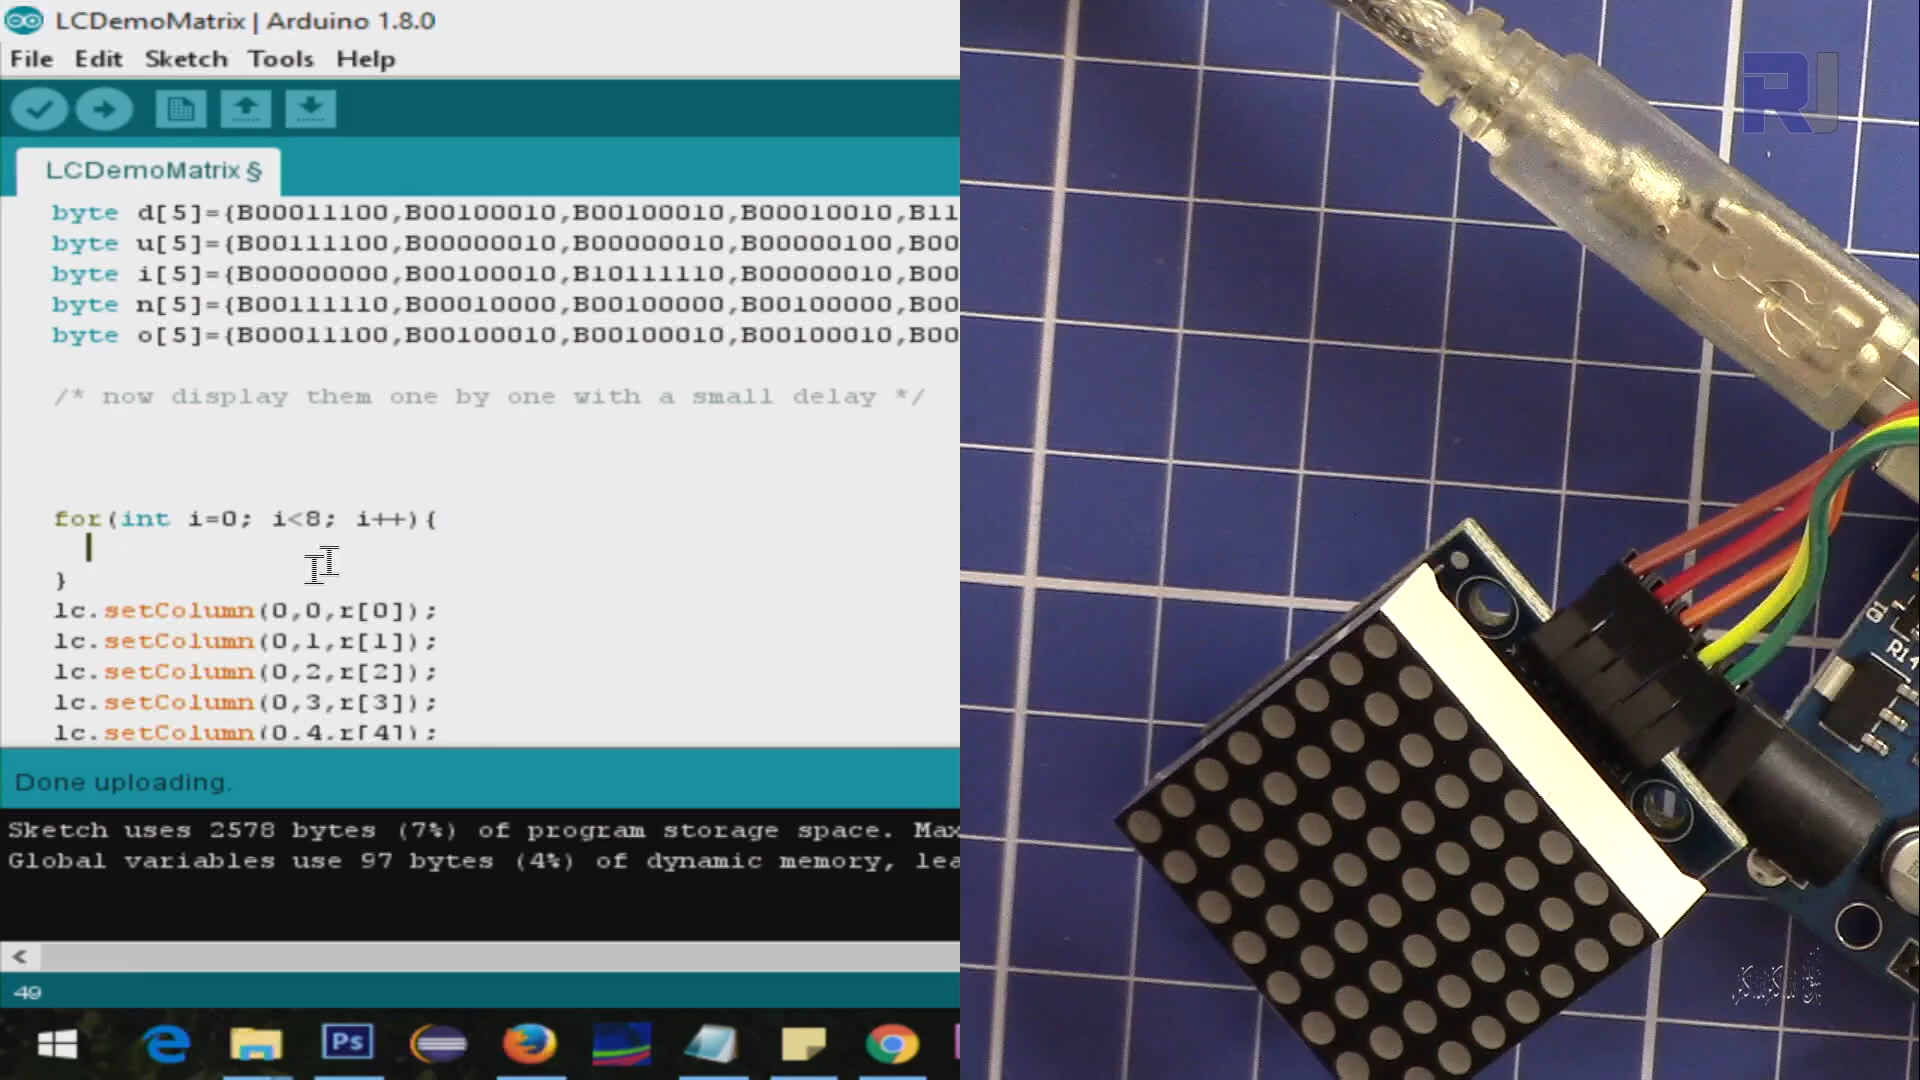 LCDemoMatrix | Arduino 1.8.0
File Edit Sketch Tools Help
LCDemoMatrix §
byte d[5]={B00011100,B00100010,B00100010,B00010010,B11
byte u[5]={B00111100,B00000010,B00000010,B00000100,B00
byte i[5]={B00000000,B00100010,B10111110,B00000010,B00
byte n[5]={B00111110,B00010000,B00100000,B00100000,B00
byte o[5]={B00011100,B00100010,B00100010,B00100010,B00
/* now display them one by one with a small delay */
for(int i=0; i<8; i++){
}
lc.setColumn(0,0,r[0]);
lc.setColumn(0,1,r[1]);
lc.setColumn(0,2,r[2]);
lc.setColumn(0,3,r[3]);
lc.setColumn(0,4,r[4]);
Done uploading.
Sketch uses 2578 bytes (7%) of program storage space. Max
Global variables use 97 bytes (4%) of dynamic memory, lea
49
Ps
RJ
Q1
R14